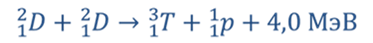 ²₁D + ²₁D → ³₁T + ¹₁p + 4,0 МэВ